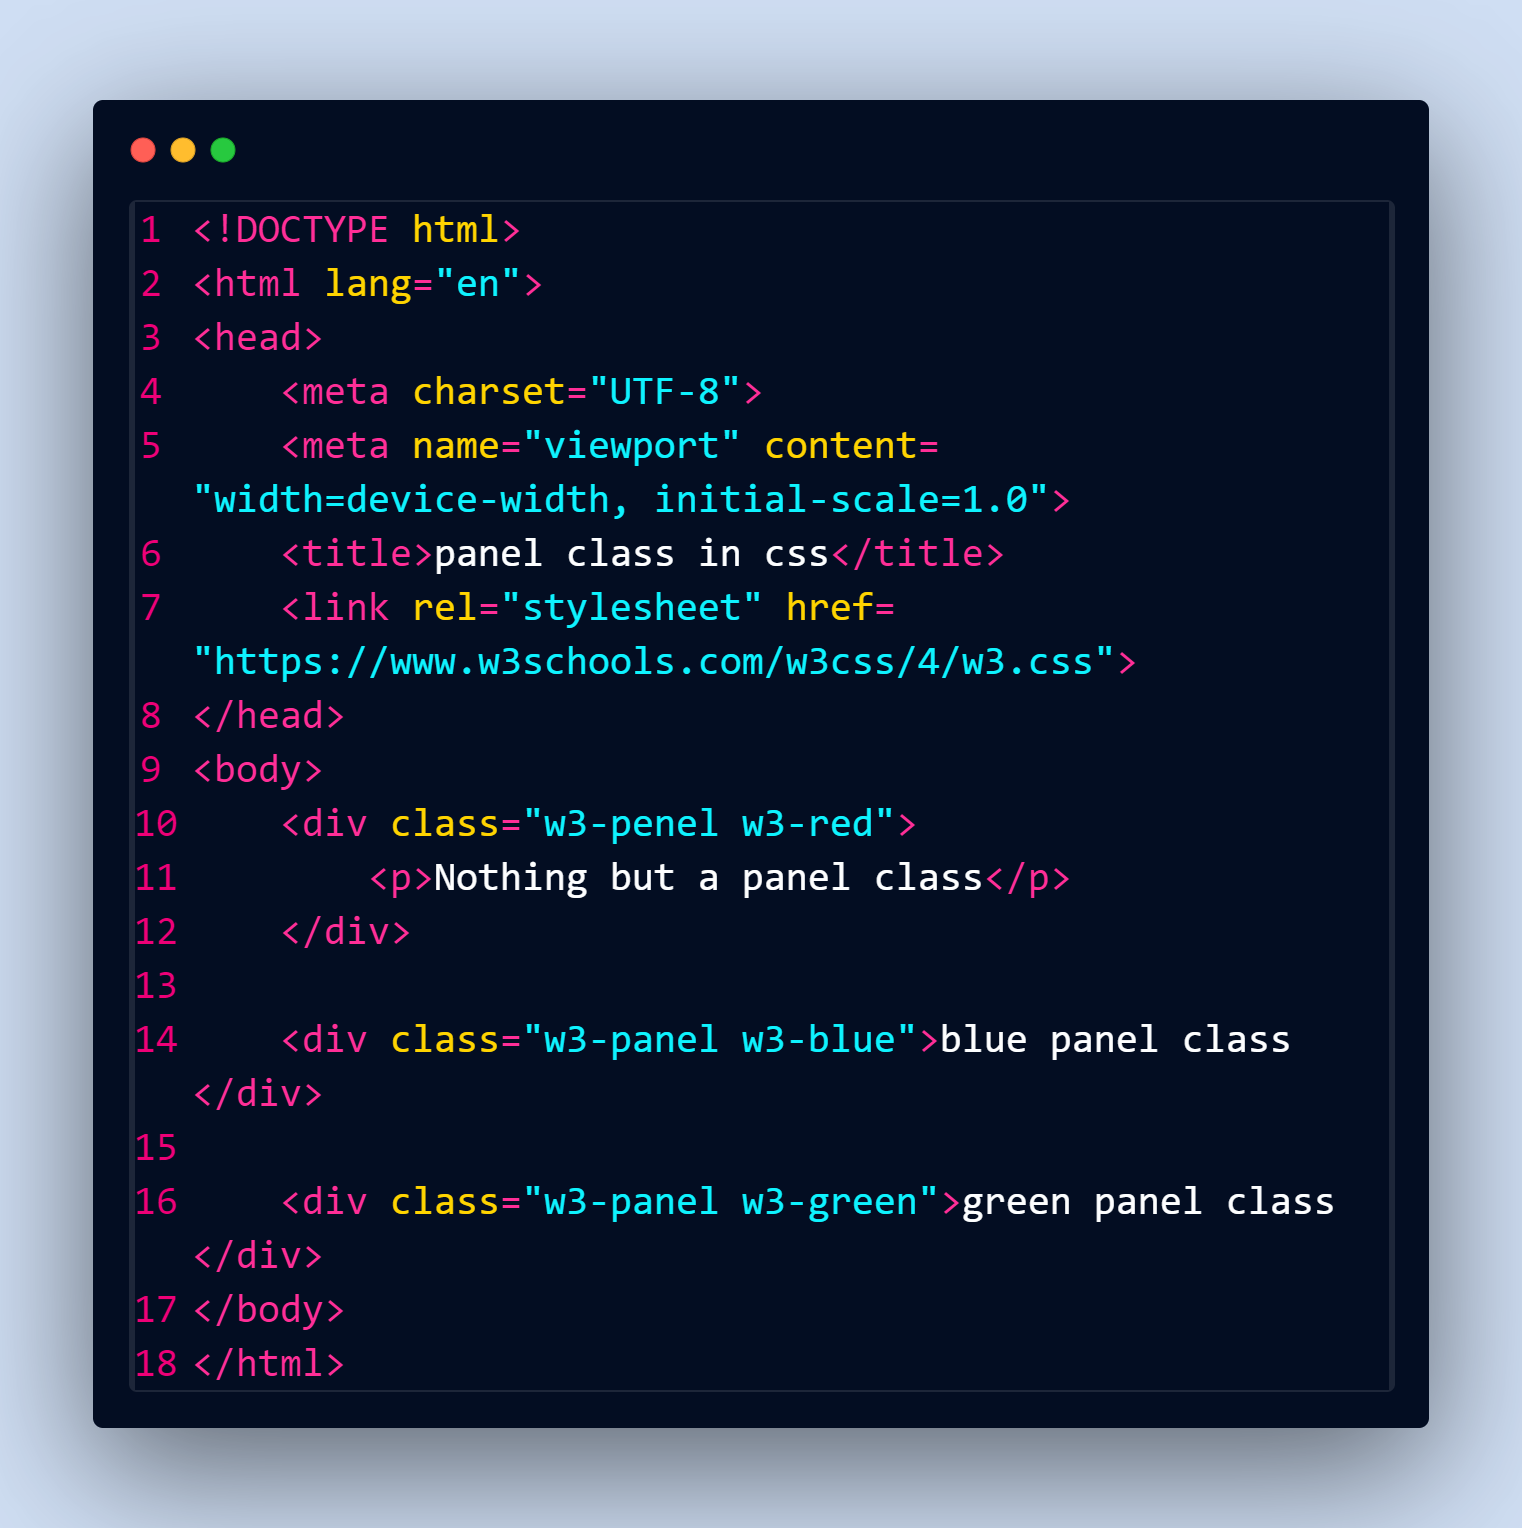 1 <!DOCTYPE html>
2 <html lang="en">
3 <head>
4     <meta charset="UTF-8">
5     <meta name="viewport" content=
"width=device-width, initial-scale=1.0">
6     <title>panel class in css</title>
7     <link rel="stylesheet" href=
"https://www.w3schools.com/w3css/4/w3.css">
8 </head>
9 <body>
10     <div class="w3-penel w3-red">
11         <p>Nothing but a panel class</p>
12     </div>
13
14     <div class="w3-panel w3-blue">blue panel class
</div>
15
16     <div class="w3-panel w3-green">green panel class
</div>
17 </body>
18 </html>